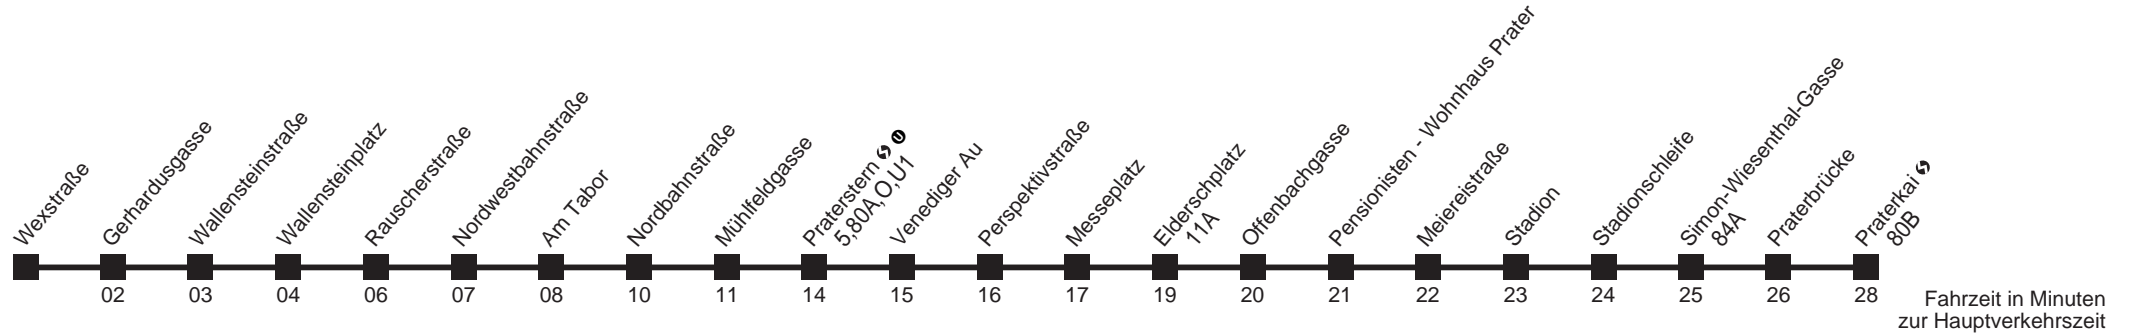 Wexstraße
Gerhardusgasse
Wallensteinstraße
Wallensteinplatz
Rauscherstraße
Nordwestbahnstraße
Am Tabor
Nordbahnstraße
Mühlfeldgasse
Praterstern S U
5,80A,O,U1
Venediger Au
Perspektivstraße
Messeplatz
Elderschplatz
11A
Offenbachgasse
Pensionisten - Wohnhaus Prater
Meiereistraße
Stadion
Stadionschleife
Simon-Wiesenthal-Gasse
84A
Praterbrücke
Praterkai S
80B
02 03 04 06 07 08 10 11 14 15 16 17 19 20 21 22 23 24 25 26 28
Fahrzeit in Minuten
zur Hauptverkehrszeit